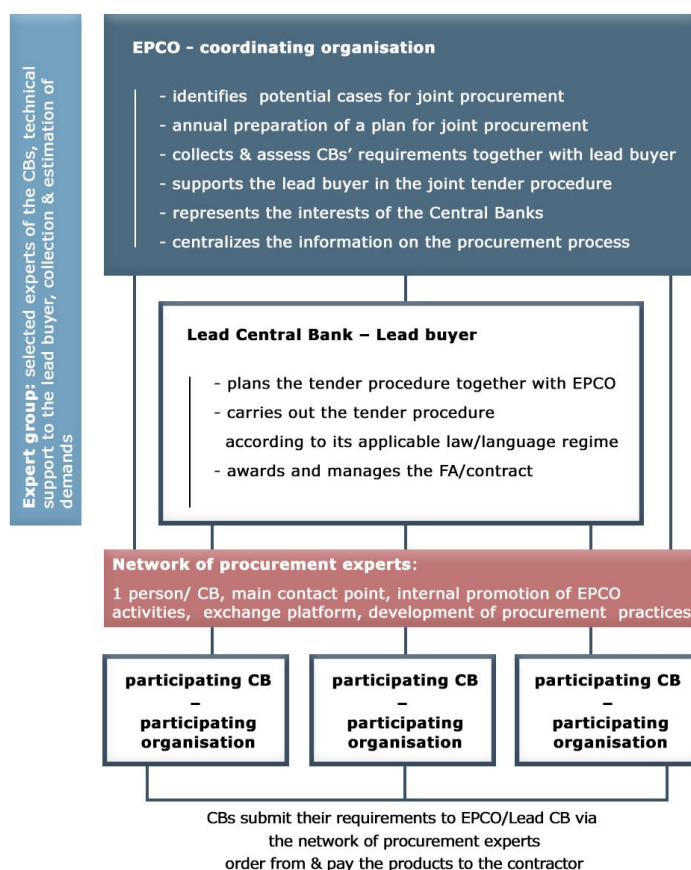 Expert group: selected experts of the CBs, technical
support to the lead buyer, collection & estimation of
demands
EPCO - coordinating organisation
- identifies potential cases for joint procurement
- annual preparation of a plan for joint procurement
- collects & assess CBs' requirements together with lead buyer
- supports the lead buyer in the joint tender procedure
- represents the interests of the Central Banks
- centralizes the information on the procurement process
Lead Central Bank – Lead buyer
- plans the tender procedure together with EPCO
- carries out the tender procedure
according to its applicable law/language regime
- awards and manages the FA/contract
Network of procurement experts:
1 person/ CB, main contact point, internal promotion of EPCO
activities, exchange platform, development of procurement practices
participating CB
–
participating
organisation
participating CB
–
participating
organisation
participating CB
–
participating
organisation
CBs submit their requirements to EPCO/Lead CB via
the network of procurement experts
order from & pay the products to the contractor